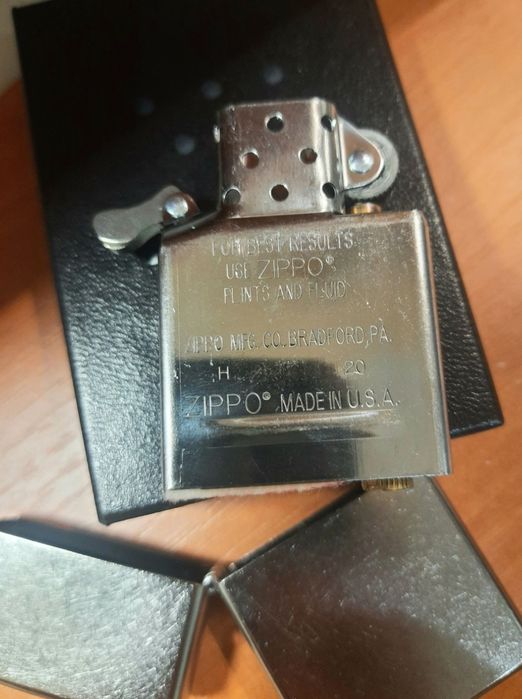 FOR BEST RESULTS
USE ZIPPO®
FLINTS AND FLUID
ZIPPO MFG. CO. BRADFORD, PA.
H 20
ZIPPO® MADE IN U.S.A.